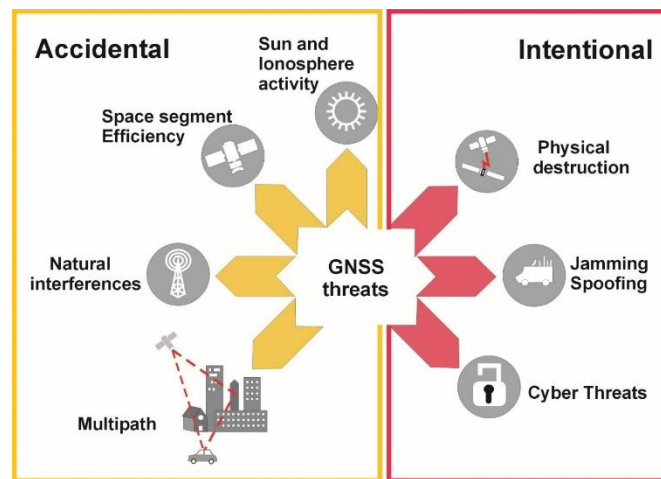 Accidental
Sun and
Ionosphere
activity
Space segment
Efficiency
Natural
interferences
Multipath
GNSS
threats
Intentional
Physical
destruction
Jamming
Spoofing
Cyber Threats